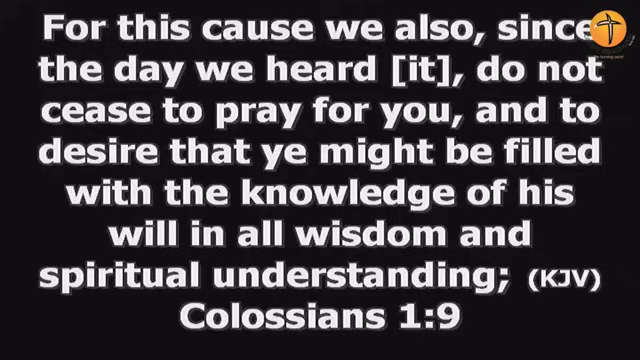 For this cause we also, since
the day we heard [it], do not
cease to pray for you, and to
desire that ye might be filled
with the knowledge of his
will in all wisdom and
spiritual understanding; (KJV)
Colossians 1:9